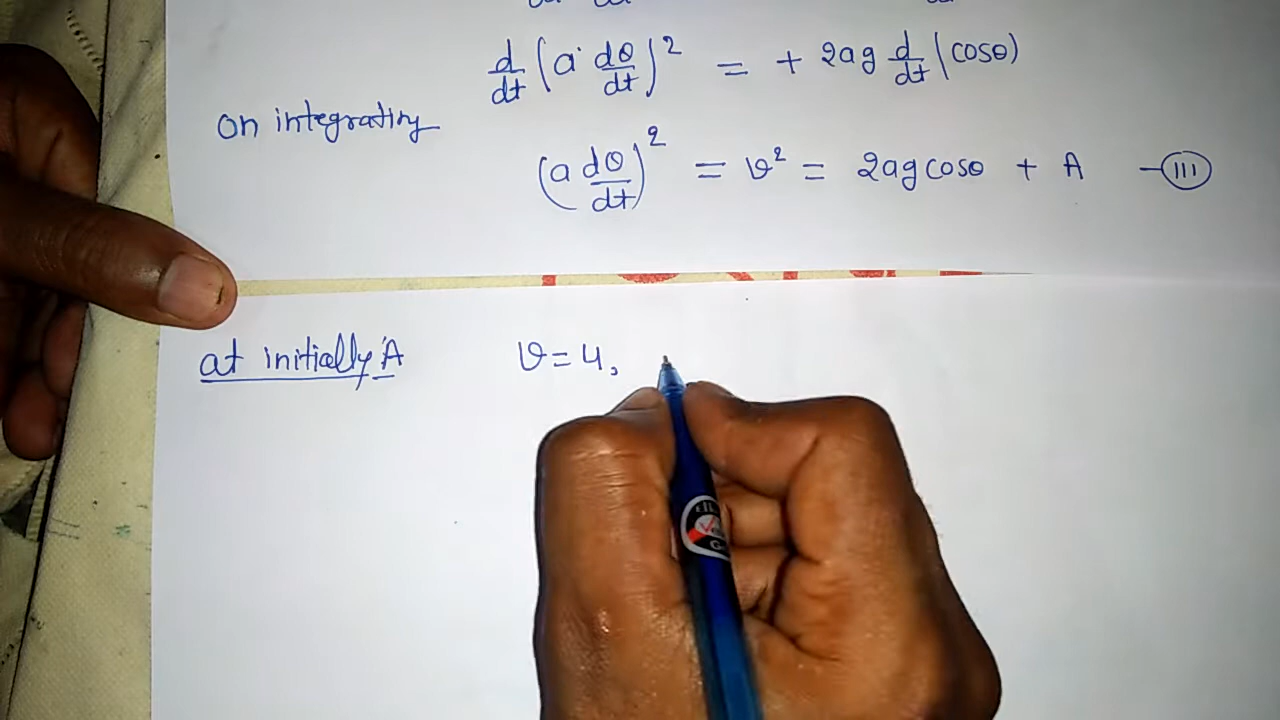 d/dt (a dθ/dt)² = + 2ag d/dt (cosθ)
on integrating
(a dθ/dt)² = v² = 2ag cosθ + A —(III)
at initially 'A v = 4,